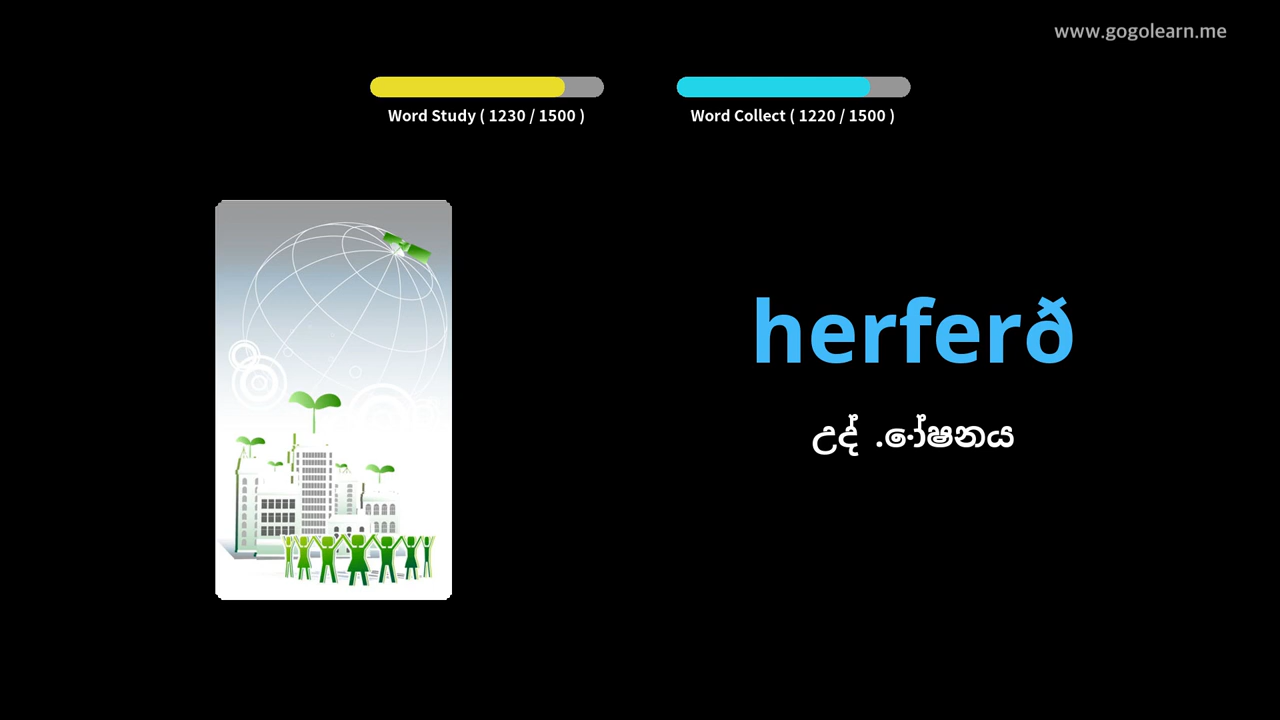 www.gogolearn.me
Word Study ( 1230 / 1500 )
Word Collect ( 1220 / 1500 )
herferð
උද් .ෝෂනය